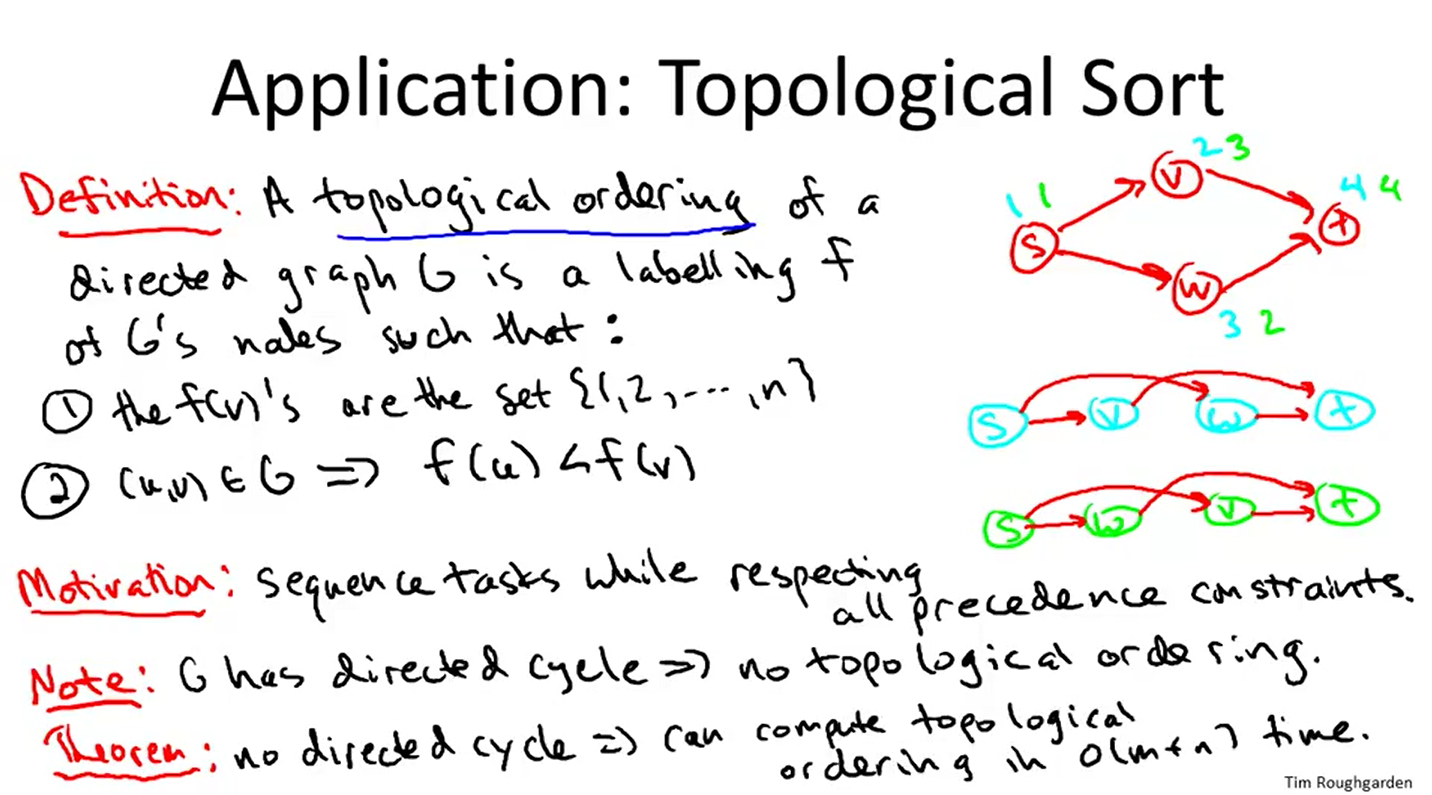 Application: Topological Sort
Definition: A topological ordering of a
directed graph G is a labelling f
of G's nodes such that:
① the f(v)'s are the set {1,2,...,n}
② (u,v) ∈ G => f(u) < f(v)
1 1
S
2 3
V
W
3 2
4 4
t
S V W t
S W V t
Motivation: sequence tasks while respecting
all precedence constraints.
Note: G has directed cycle => no topological ordering.
Theorem: no directed cycle => can compute topological
ordering in O(m+n) time.
Tim Roughgarden